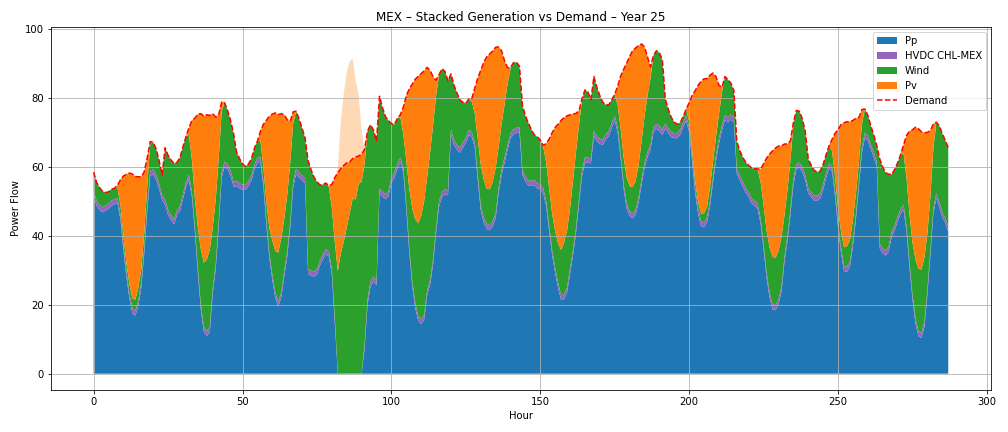 MEX – Stacked Generation vs Demand – Year 25
100
80
60
40
20
0
Power Flow
0
50
100
150
200
250
300
Hour
Pp
HVDC CHL-MEX
Wind
Pv
Demand